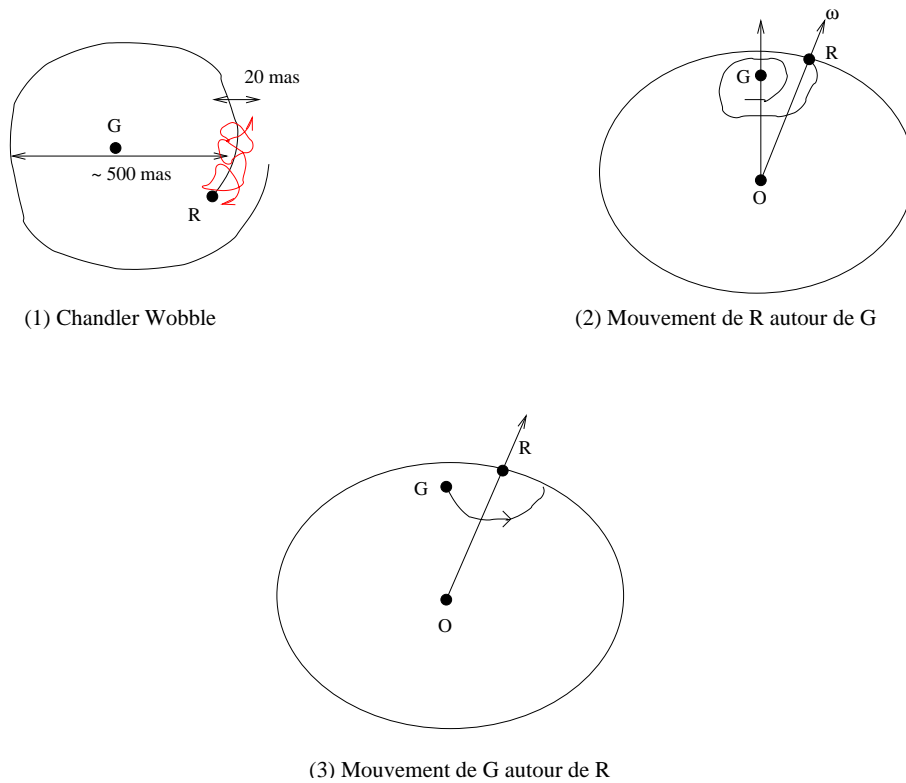 20 mas
G
~ 500 mas
R
(1) Chandler Wobble
ω
R
G
O
(2) Mouvement de R autour de G
R
G
O
(3) Mouvement de G autour de R